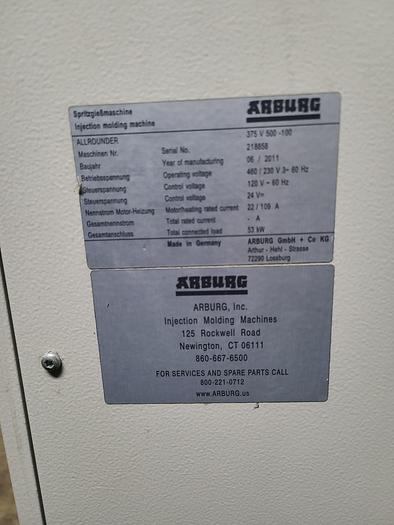 Spritzgießmaschine
Injection molding machine
ARBURG
ALLROUNDER 375 V 500 -100
Maschinen Nr. Serial No. 218858
Baujahr Year of manufacturing 06 / 2011
Betriebsspannung Operating voltage 460 / 230 V 3~ 60 Hz
Steuerspannung Control voltage 120 V ~ 60 Hz
Steuerspannung Control voltage 24 V=
Nennstrom Motor-Heizung Motor/heating rated current 22 / 109 A
Gesamtnennstrom Total rated current - A
Gesamtanschluss Total connected load 53 kW
Made in Germany ARBURG GmbH + Co KG
Arthur - Hehl - Strasse
72290 Lossburg
ARBURG
ARBURG, Inc.
Injection Molding Machines
125 Rockwell Road
Newington, CT 06111
860-667-6500
FOR SERVICES AND SPARE PARTS CALL
800-221-0712
www.ARBURG.us